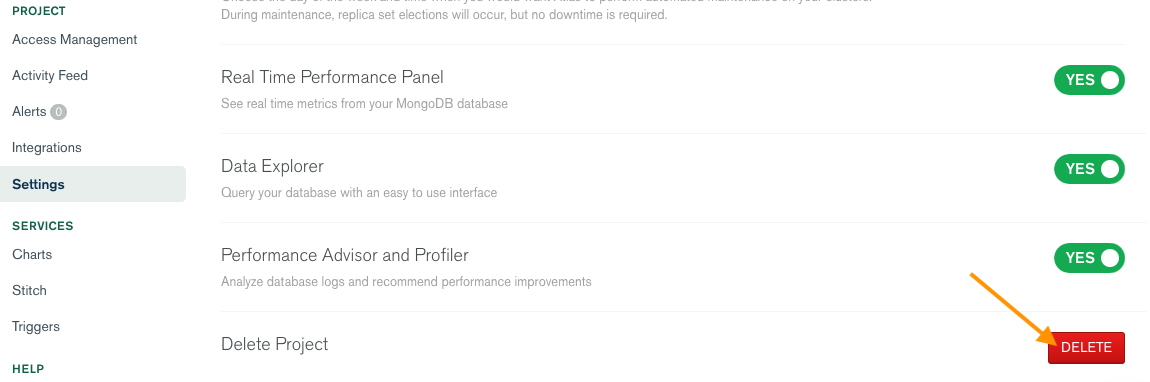 PROJECT
Access Management
Activity Feed
Alerts 0
Integrations
Settings
SERVICES
Charts
Stitch
Triggers
HELP
During maintenance, replica set elections will occur, but no downtime is required.
Real Time Performance Panel
YES
See real time metrics from your MongoDB database
Data Explorer
YES
Query your database with an easy to use interface
Performance Advisor and Profiler
YES
Analyze database logs and recommend performance improvements
Delete Project
DELETE